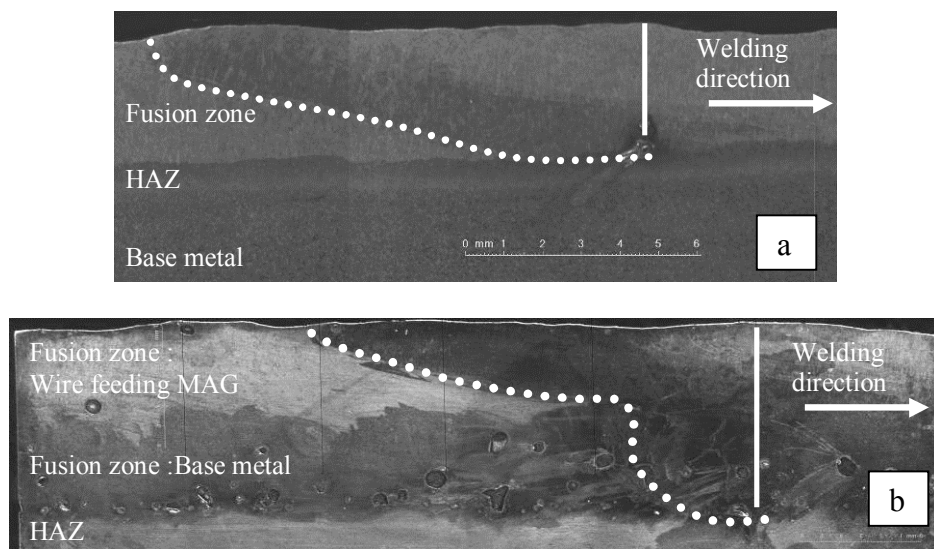 Welding
direction
Fusion zone
HAZ
0 mm 1 2 3 4 5 6
Base metal
a
Fusion zone :
Wire feeding MAG
Welding
direction
Fusion zone :Base metal
b
HAZ